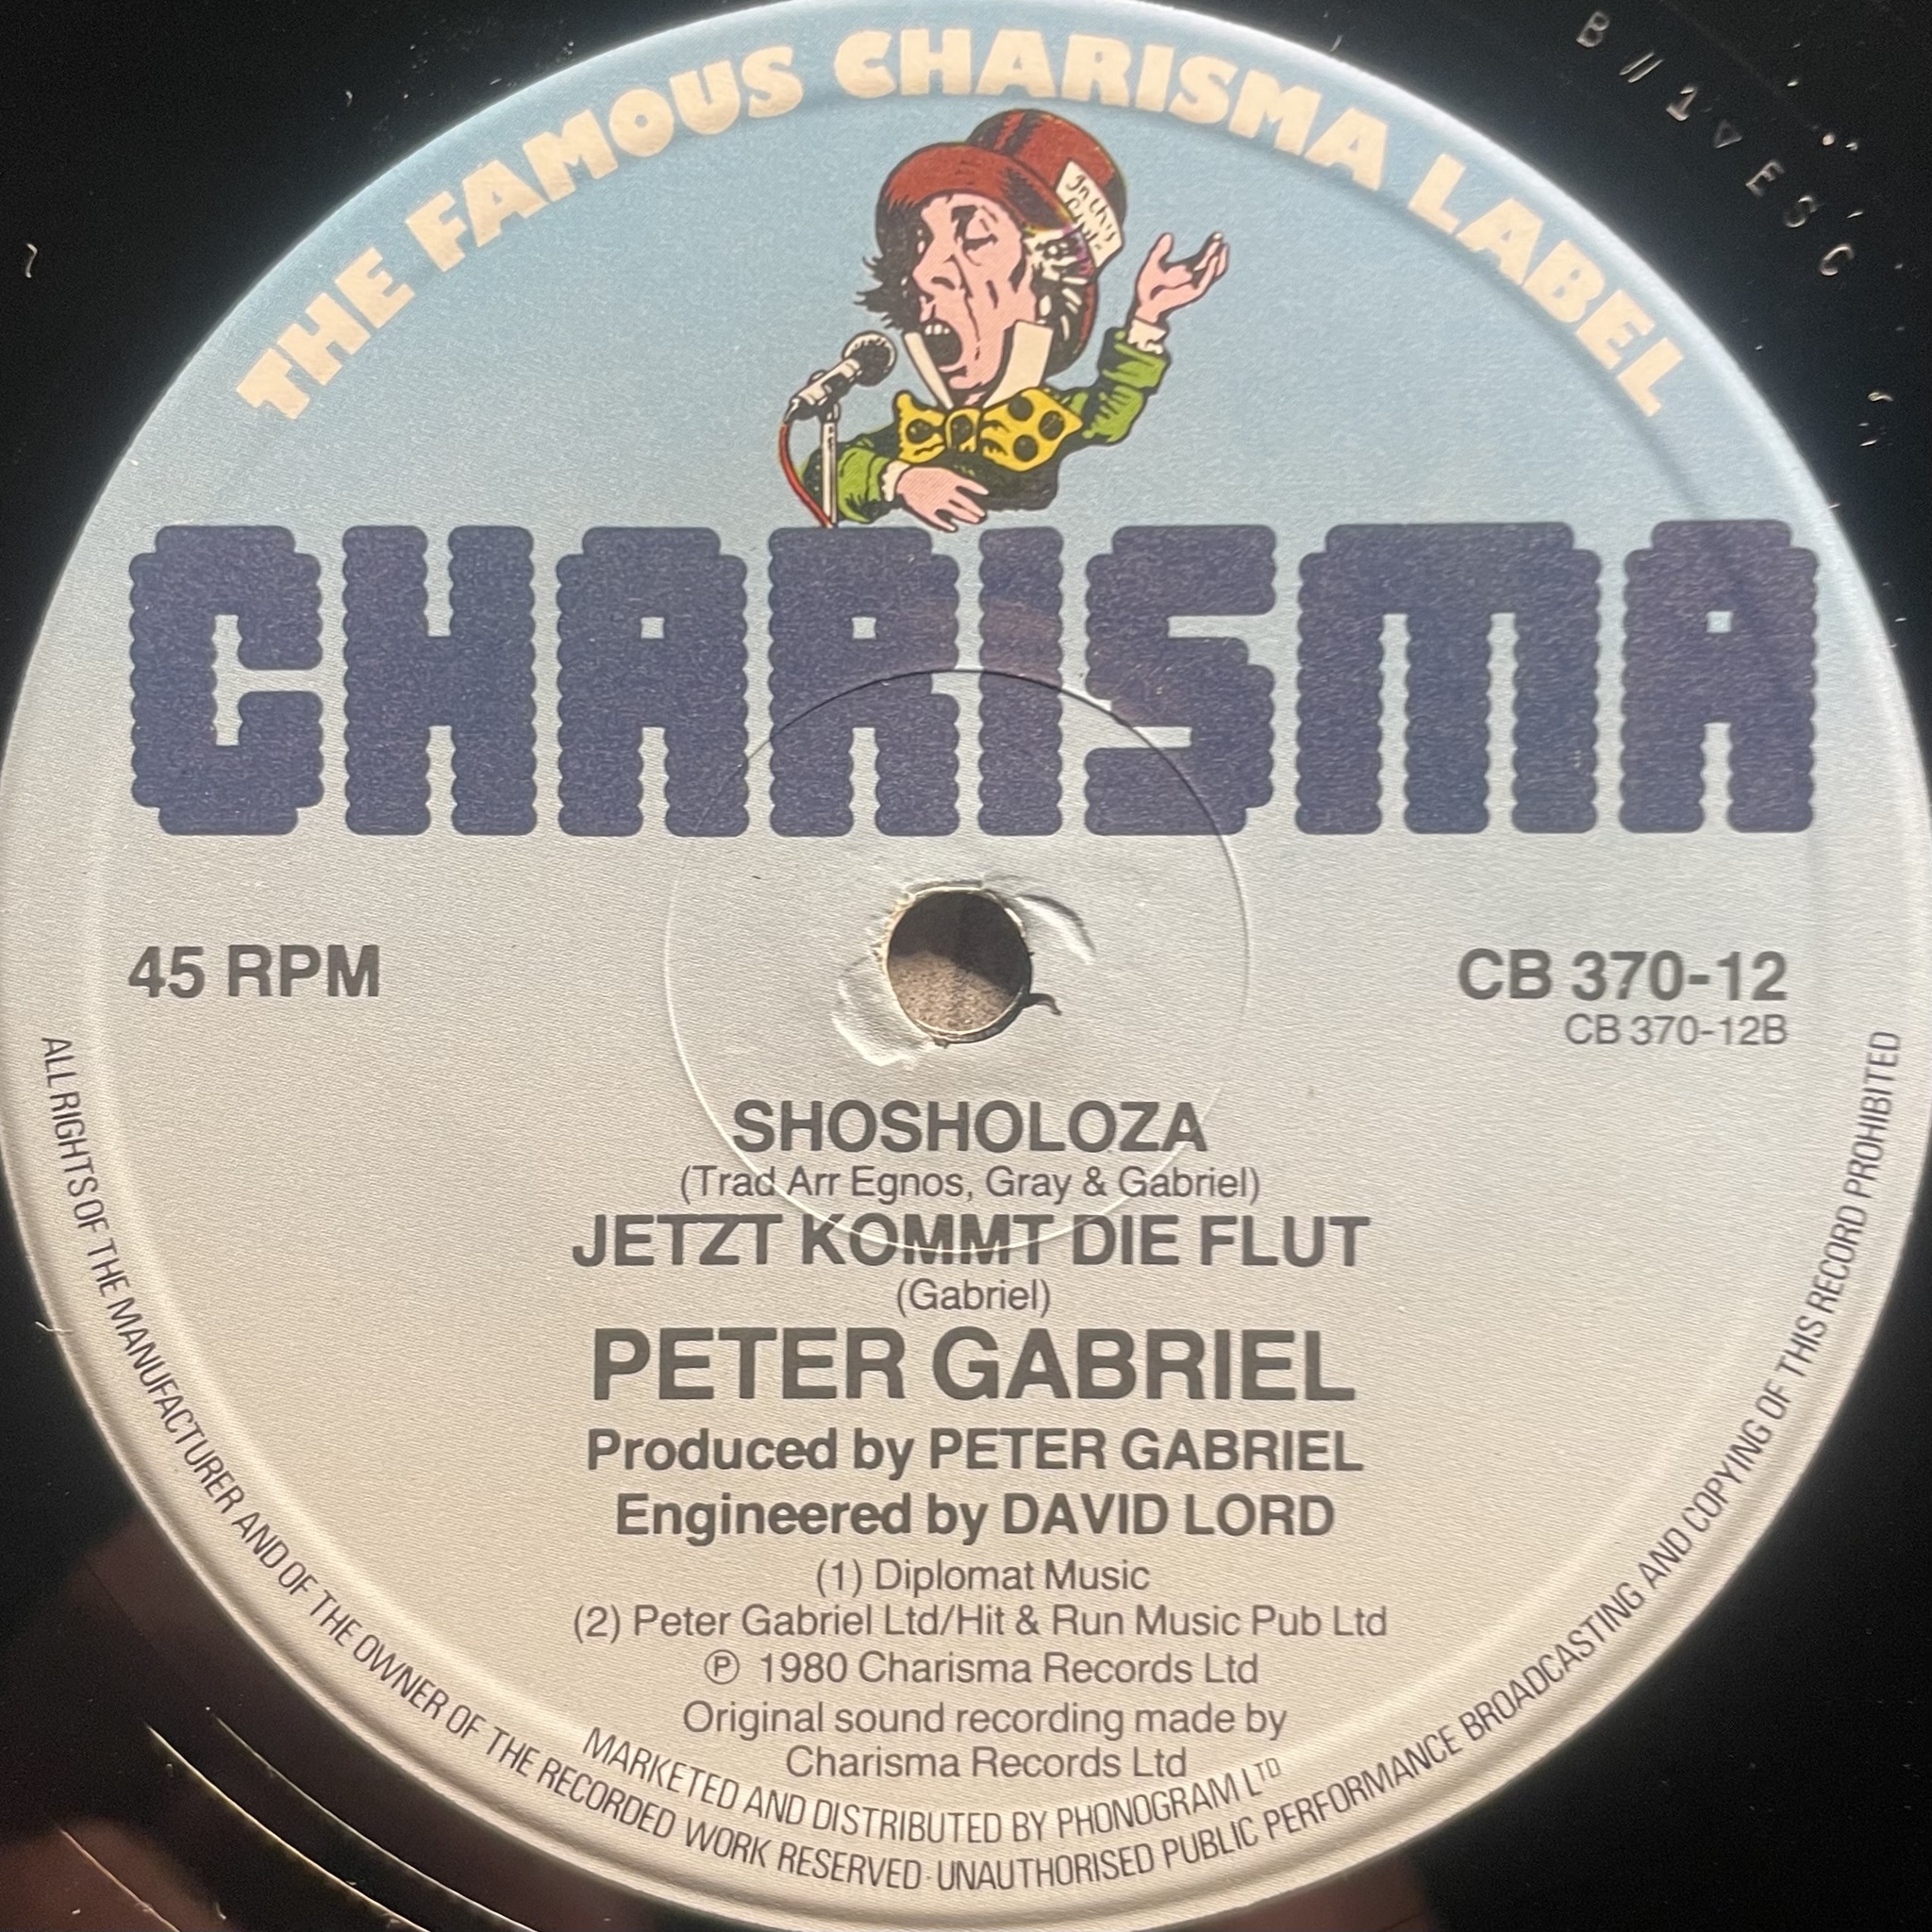 THE FAMOUS CHARISMA LABEL
CHARISMA
45 RPM
CB 370-12
CB 370-12B
SHOSHOLOZA
(Trad Arr Egnos, Gray & Gabriel)
JETZT KOMMT DIE FLUT
(Gabriel)
PETER GABRIEL
Produced by PETER GABRIEL
Engineered by DAVID LORD
(1) Diplomat Music
(2) Peter Gabriel Ltd/Hit & Run Music Pub Ltd
℗ 1980 Charisma Records Ltd
Original sound recording made by
Charisma Records Ltd
MARKETED AND DISTRIBUTED BY PHONOGRAM LTD
ALL RIGHTS OF THE MANUFACTURER AND OF THE OWNER OF THE RECORDED WORK RESERVED · UNAUTHORISED PUBLIC PERFORMANCE BROADCASTING AND COPYING OF THIS RECORD PROHIBITED
B // 1 ▽ E S C